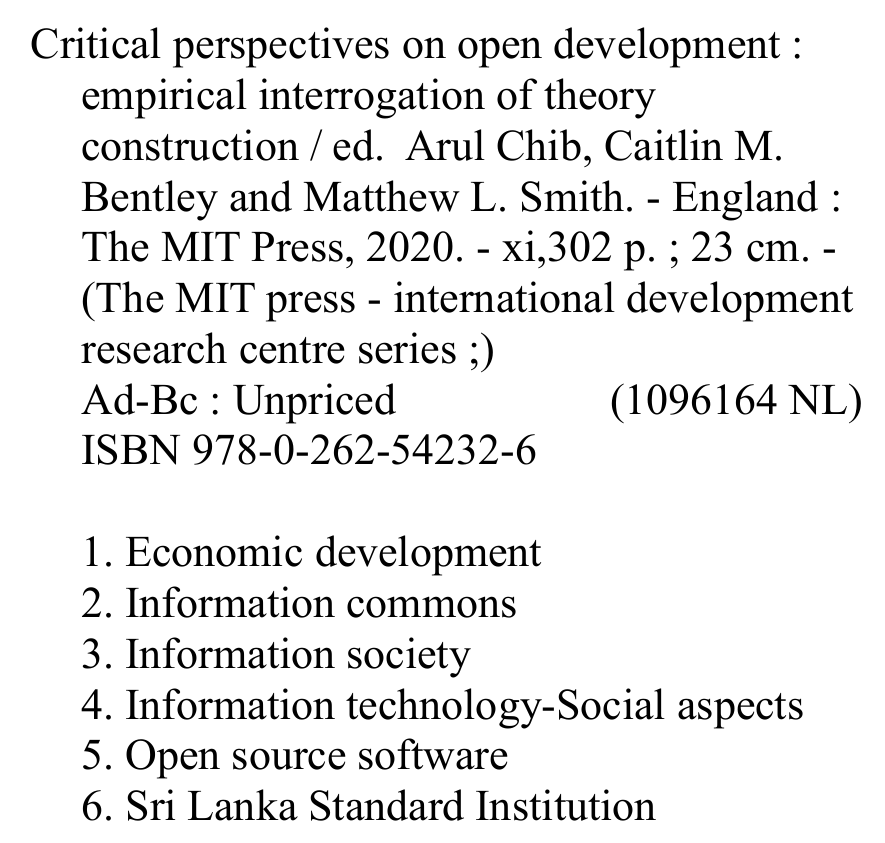 Critical perspectives on open development :
empirical interrogation of theory
construction / ed.  Arul Chib, Caitlin M.
Bentley and Matthew L. Smith. - England :
The MIT Press, 2020. - xi,302 p. ; 23 cm. -
(The MIT press - international development
research centre series ;)
Ad-Bc : Unpriced (1096164 NL)
ISBN 978-0-262-54232-6
1. Economic development
2. Information commons
3. Information society
4. Information technology-Social aspects
5. Open source software
6. Sri Lanka Standard Institution